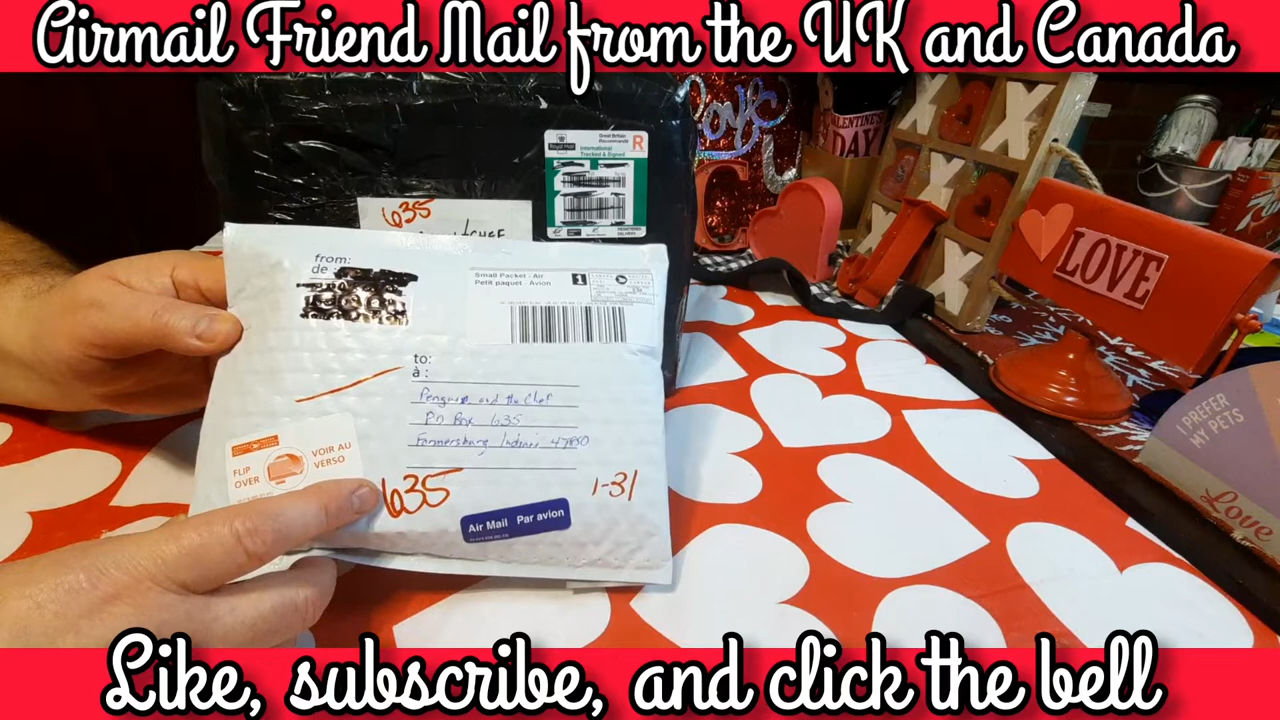 Airmail Friend Mail from the UK and Canada
Royal Mail
Great Britain
Recommandé
R
International
Tracked & Signed
635
CHEF
from:
de
Small Packet - Air
Petit paquet - Avion
1
to:
à:
Penguin and the Chef
PO Box 635
Farmersburg Indiana 47850
FLIP
OVER
VOIR AU
VERSO
635
1-31
Air Mail Par avion
VALENTINE'S
DAY
X
X
X
X
X
LOVE
I PREFER
MY PETS
Love
Like, subscribe, and click the bell